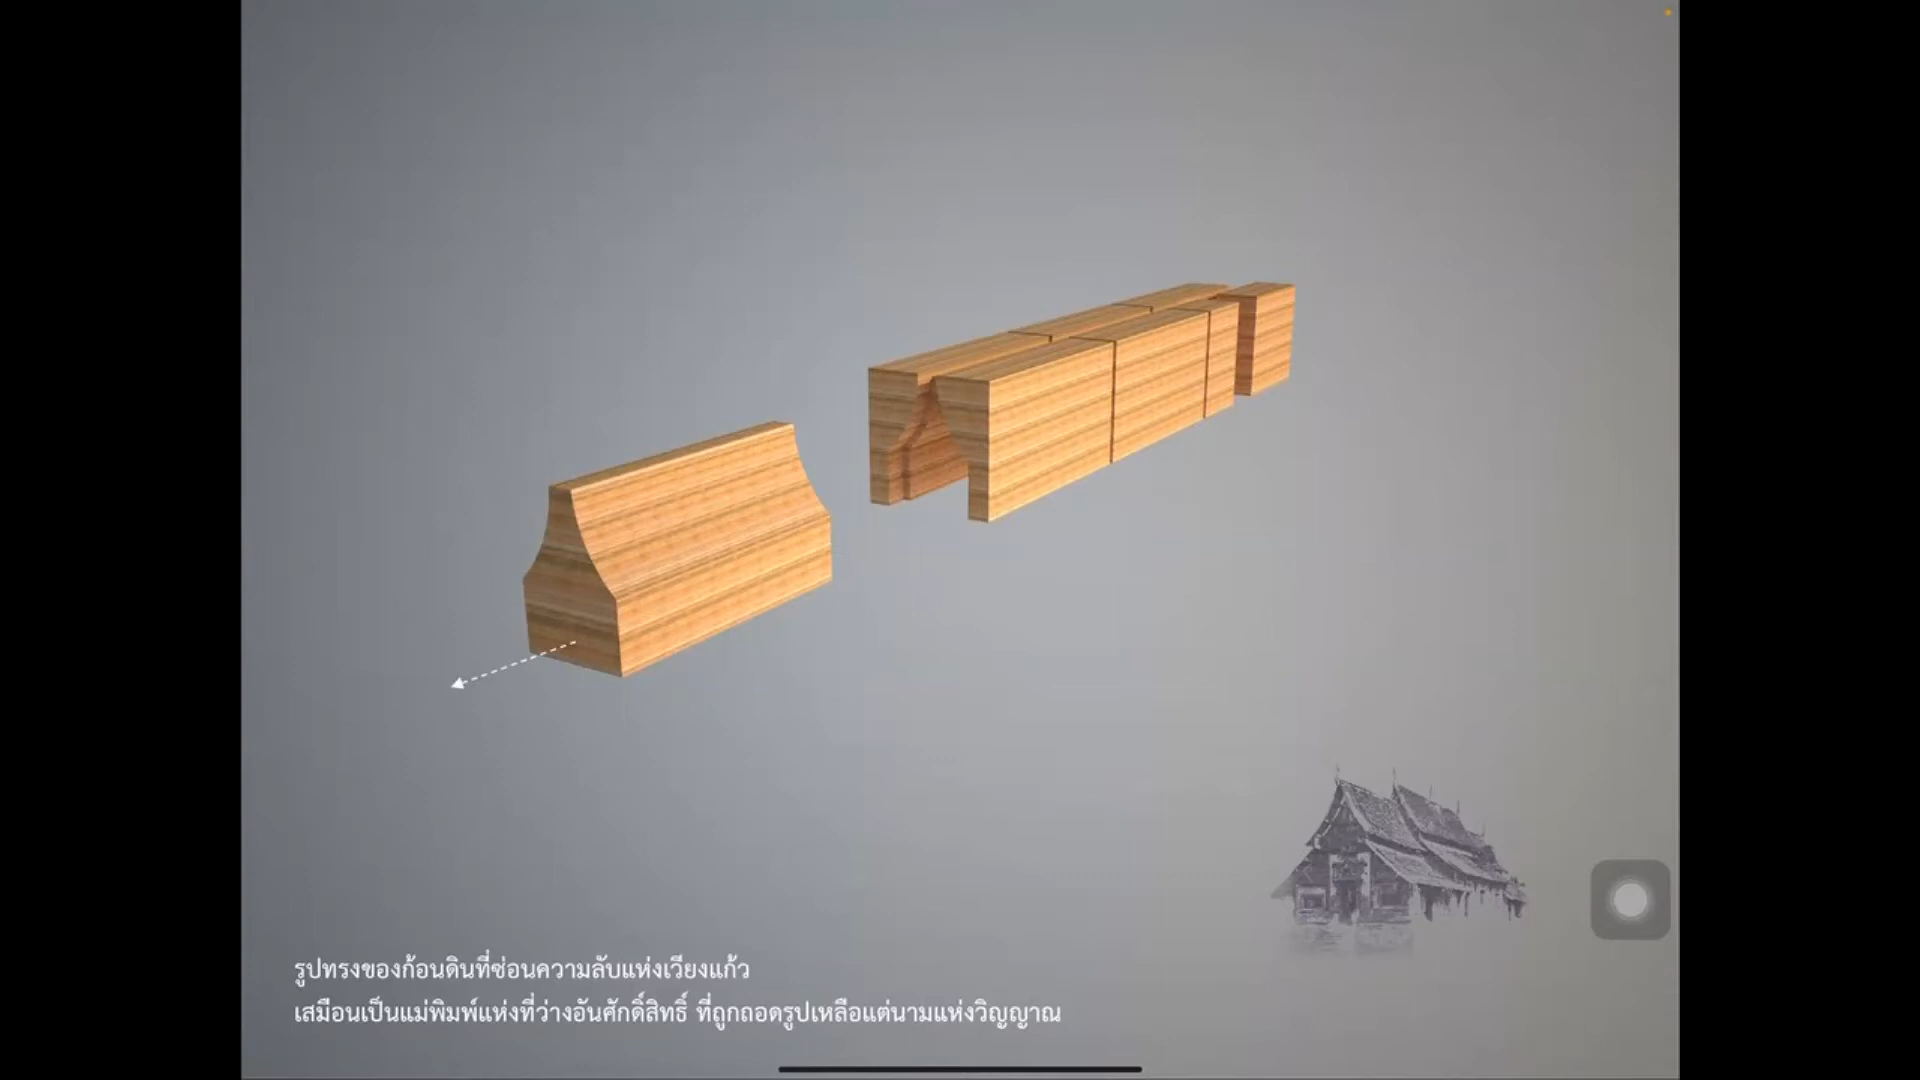 รูปทรงของก้อนดินที่ซ่อนความลับแห่งเวียงแก้ว
เสมือนเป็นแม่พิมพ์แห่งที่ว่างอันศักดิ์สิทธิ์ ที่ถูกถอดรูปเหลือแต่นามแห่งวิญญาณ